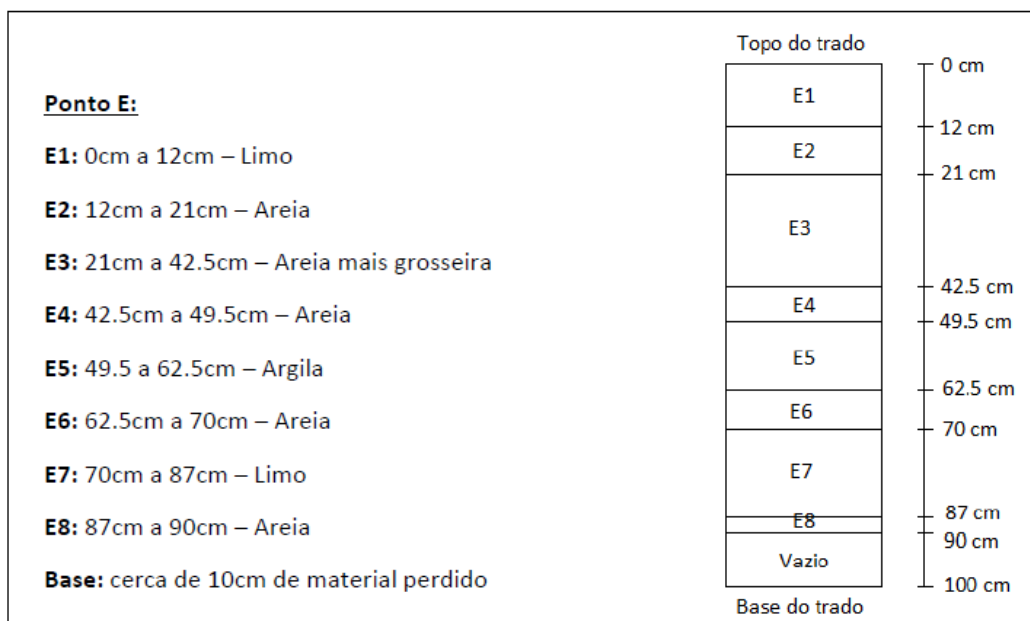 Ponto E:
E1: 0cm a 12cm – Limo
E2: 12cm a 21cm – Areia
E3: 21cm a 42.5cm – Areia mais grosseira
E4: 42.5cm a 49.5cm – Areia
E5: 49.5 a 62.5cm – Argila
E6: 62.5cm a 70cm – Areia
E7: 70cm a 87cm – Limo
E8: 87cm a 90cm – Areia
Base: cerca de 10cm de material perdido
Topo do trado
0 cm
E1
12 cm
E2
21 cm
E3
42.5 cm
E4
49.5 cm
E5
62.5 cm
E6
70 cm
E7
87 cm
E8
90 cm
Vazio
100 cm
Base do trado